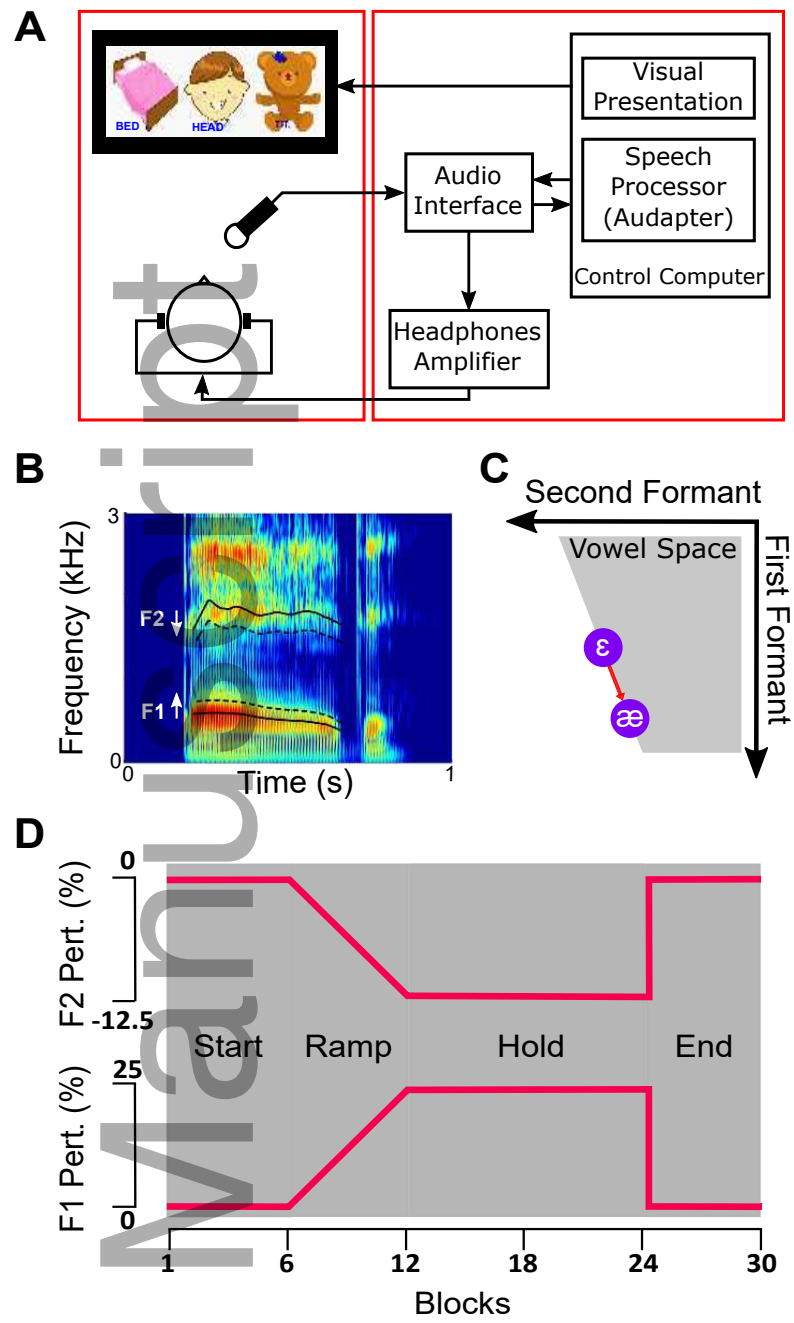 A
BED
HEAD
Visual
Presentation
Audio
Interface
Speech
Processor
(Audapter)
Control Computer
Headphones
Amplifier
B
3
Frequency (kHz)
F2
F1
0
0
Time (s)
1
C
Second Formant
Vowel Space
First Formant
ε
æ
D
0
F2 Pert. (%)
-12.5
25
F1 Pert. (%)
0
Start
Ramp
Hold
End
1
6
12
18
24
30
Blocks
Manuscript